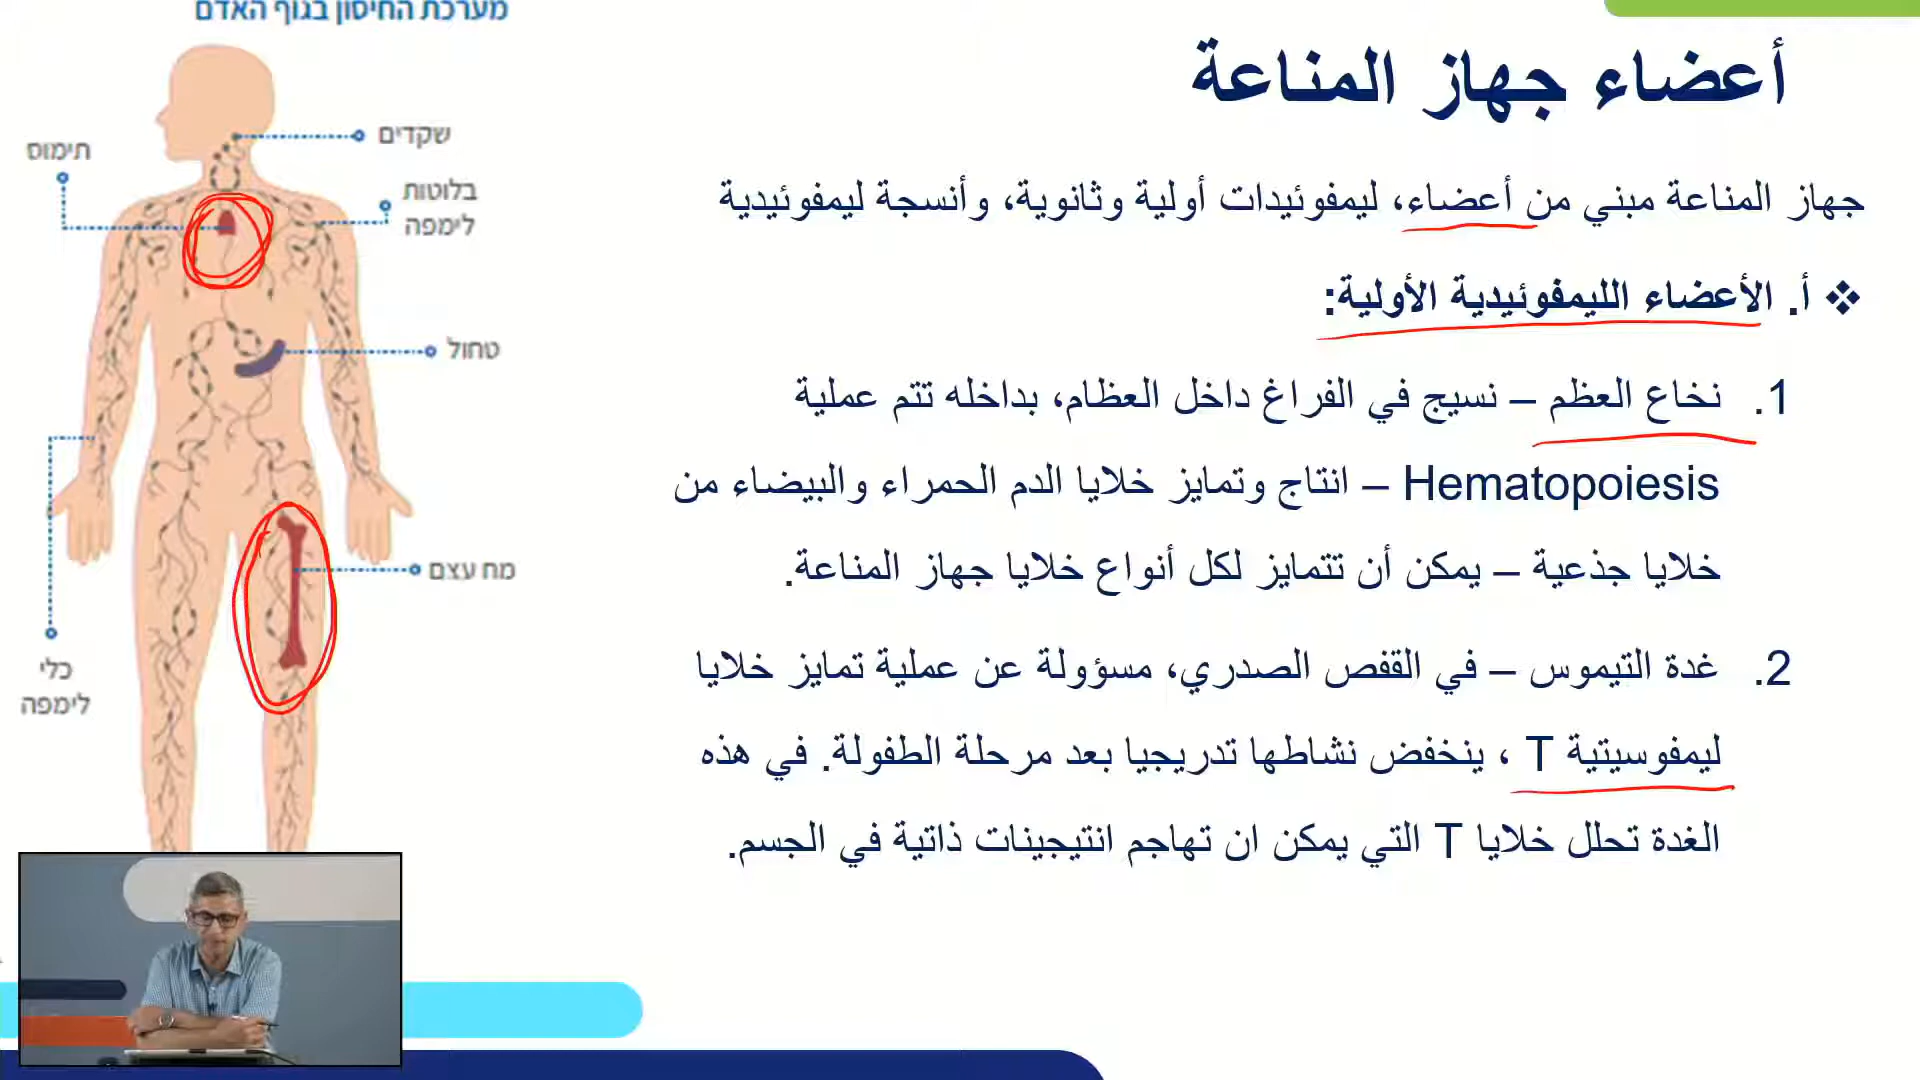 أعضاء جهاز المناعة
جهاز المناعة مبني من أعضاء، ليمفوئيدات أولية وثانوية، وأنسجة ليمفوئيدية
❖ أ. الأعضاء الليمفوئيدية الأولية:
1. نخاع العظم – نسيج في الفراغ داخل العظام، بداخله تتم عملية
Hematopoiesis – انتاج وتمايز خلايا الدم الحمراء والبيضاء من
خلايا جذعية – يمكن أن تتمايز لكل أنواع خلايا جهاز المناعة.
2. غدة التيموس – في القفص الصدري، مسؤولة عن عملية تمايز خلايا
ليمفوسيتية T ، ينخفض نشاطها تدريجيا بعد مرحلة الطفولة. في هذه
الغدة تحلل خلايا T التي يمكن ان تهاجم انتيجينات ذاتية في الجسم.
מערכת החיסון בגוף האדם
שקדים
תימוס
בלוטות
לימפה
טחול
מח עצם
כלי
לימפה